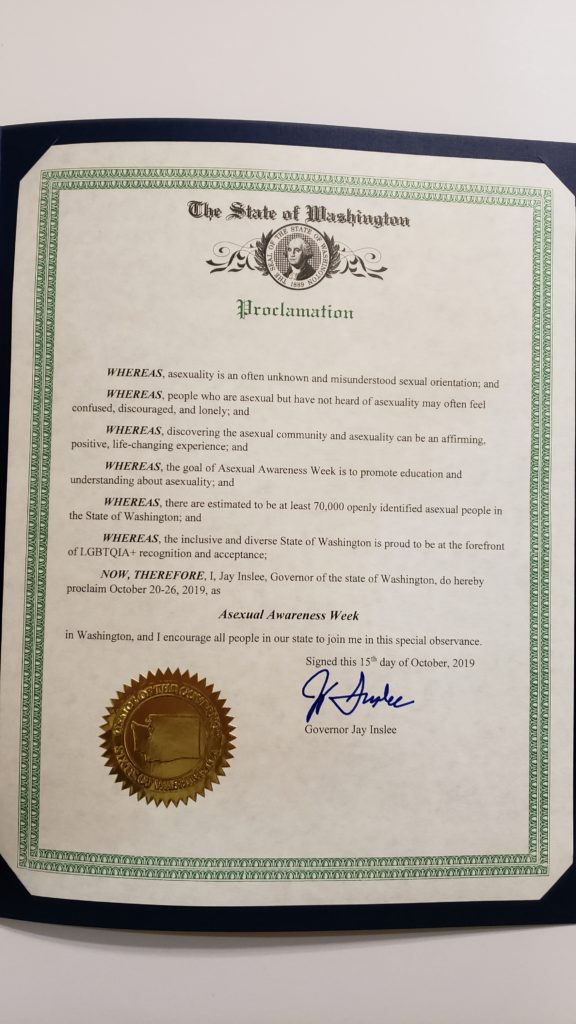 The State of Washington
THE SEAL OF THE STATE OF WASHINGTON
1889
Proclamation
WHEREAS, asexuality is an often unknown and misunderstood sexual orientation; and
WHEREAS, people who are asexual but have not heard of asexuality may often feel
confused, discouraged, and lonely; and
WHEREAS, discovering the asexual community and asexuality can be an affirming,
positive, life-changing experience; and
WHEREAS, the goal of Asexual Awareness Week is to promote education and
understanding about asexuality; and
WHEREAS, there are estimated to be at least 70,000 openly identified asexual people in
the State of Washington; and
WHEREAS, the inclusive and diverse State of Washington is proud to be at the forefront
of LGBTQIA+ recognition and acceptance;
NOW, THEREFORE, I, Jay Inslee, Governor of the state of Washington, do hereby
proclaim October 20-26, 2019, as
Asexual Awareness Week
in Washington, and I encourage all people in our state to join me in this special observance.
Signed this 15th day of October, 2019
Jay Inslee
Governor Jay Inslee